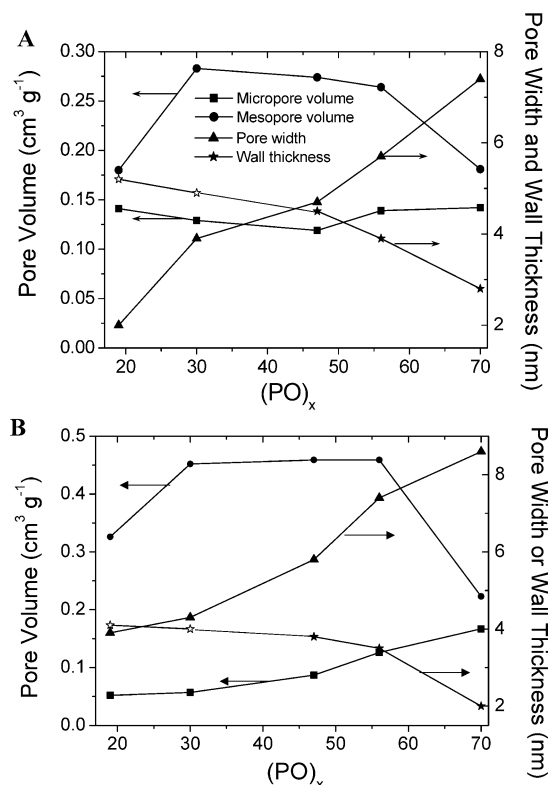 A
Pore Volume (cm³ g⁻¹)
0.30
0.25
0.20
0.15
0.10
0.05
0.00
Micropore volume
Mesopore volume
Pore width
Wall thickness
8
6
4
2
Pore Width and Wall Thickness (nm)
20 30 40 50 60 70
(PO)ₓ
B
Pore Volume (cm³ g⁻¹)
0.5
0.4
0.3
0.2
0.1
0.0
8
6
4
2
Pore Width or Wall Thickness (nm)
20 30 40 50 60 70
(PO)ₓ